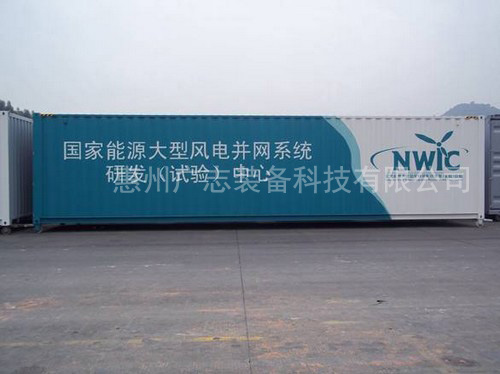 国家能源大型风电并网系统
研发（试验）中心
NWIC
惠州广芯装备科技有限公司